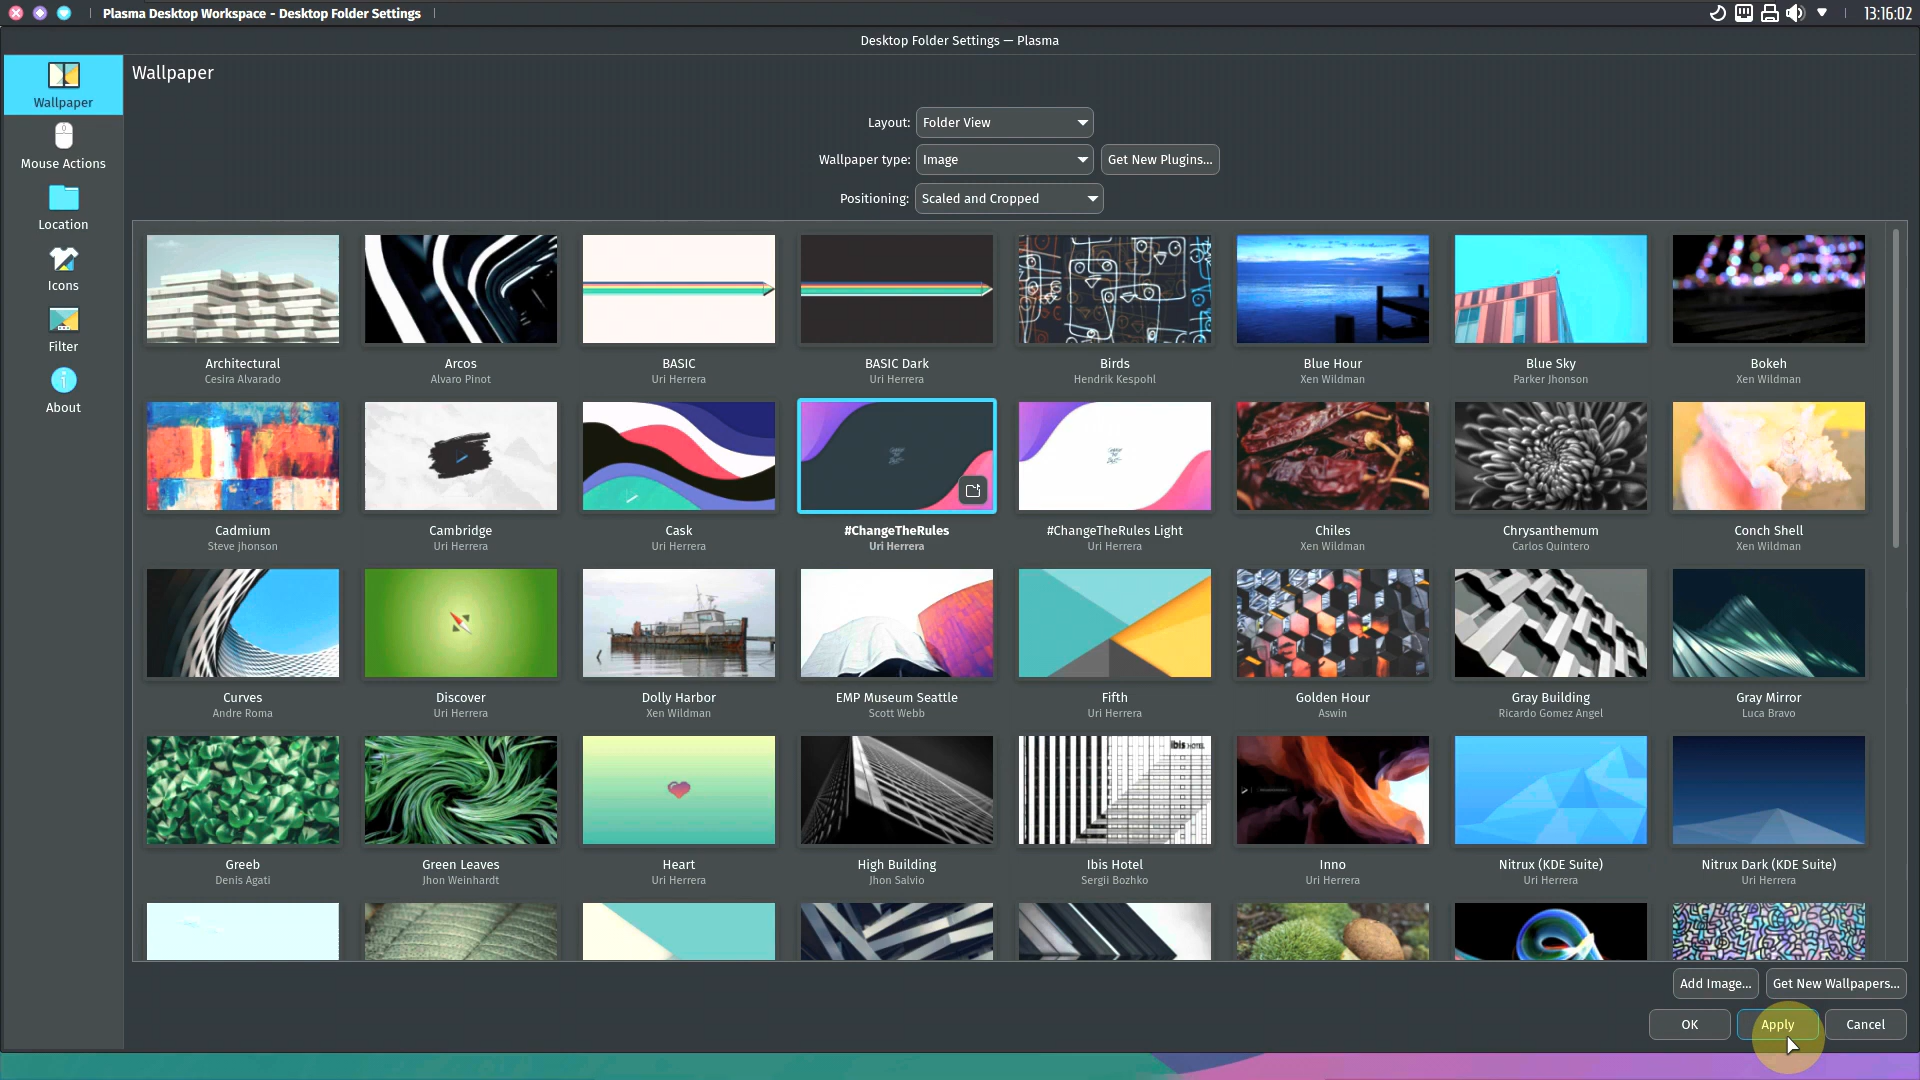 Plasma Desktop Workspace - Desktop Folder Settings
13:16:02
Desktop Folder Settings — Plasma
Wallpaper
Mouse Actions
Location
Icons
Filter
About
Wallpaper
Layout: Folder View
Wallpaper type: Image Get New Plugins...
Positioning: Scaled and Cropped
Architectural Arcos BASIC BASIC Dark Birds Blue Hour Blue Sky Bokeh
Cesira Alvarado Alvaro Pinot Uri Herrera Uri Herrera Hendrik Kespohl Xen Wildman Parker Jhonson Xen Wildman
Cadmium Cambridge Cask #ChangeTheRules #ChangeTheRules Light Chiles Chrysanthemum Conch Shell
Steve jhonson Uri Herrera Uri Herrera Uri Herrera Uri Herrera Xen Wildman Carlos Quintero Xen Wildman
Curves Discover Dolly Harbor EMP Museum Seattle Fifth Golden Hour Gray Building Gray Mirror
Andre Roma Uri Herrera Xen Wildman Scott Webb Uri Herrera Aswin Ricardo Gomez Angel Luca Bravo
ibis HOTEL
Greeb Green Leaves Heart High Building Ibis Hotel Inno Nitrux (KDE Suite) Nitrux Dark (KDE Suite)
Denis Agati Jhon Weinhardt Uri Herrera Jhon Salvio Sergii Bozhko Uri Herrera Uri Herrera Uri Herrera
Add Image... Get New Wallpapers...
OK Apply Cancel